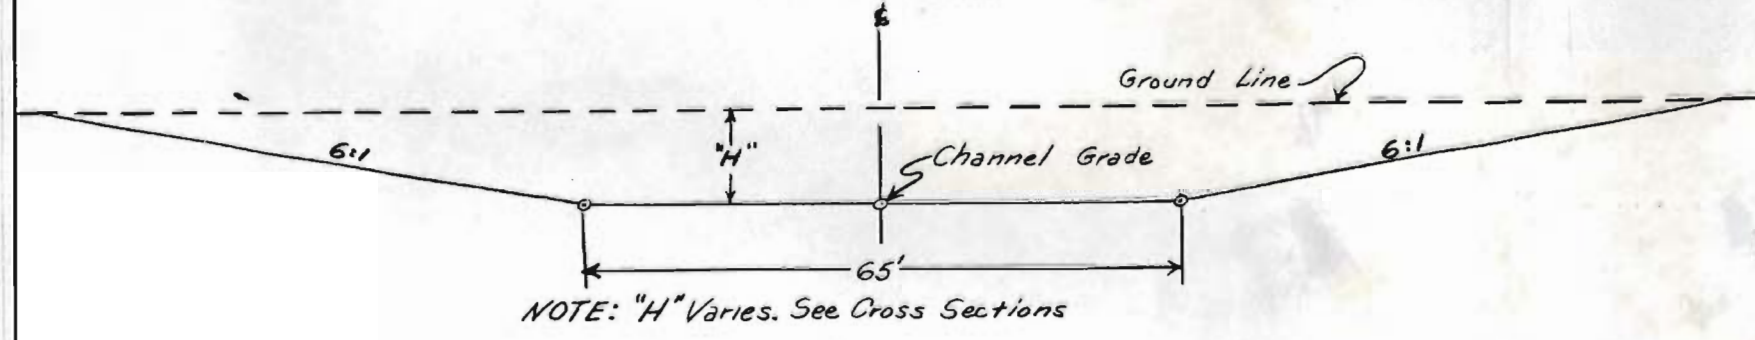 ℄
Ground Line
6:1
"H"
Channel Grade
6:1
65'
NOTE: "H" Varies. See Cross Sections